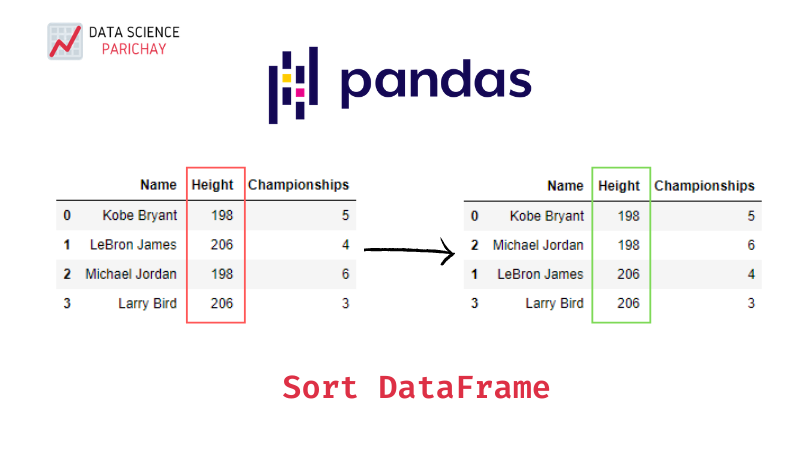 DATA SCIENCE
PARICHAY
pandas
Name Height Championships
0 Kobe Bryant 198 5
1 LeBron James 206 4
2 Michael Jordan 198 6
3 Larry Bird 206 3
Name Height Championships
0 Kobe Bryant 198 5
2 Michael Jordan 198 6
1 LeBron James 206 4
3 Larry Bird 206 3
Sort DataFrame